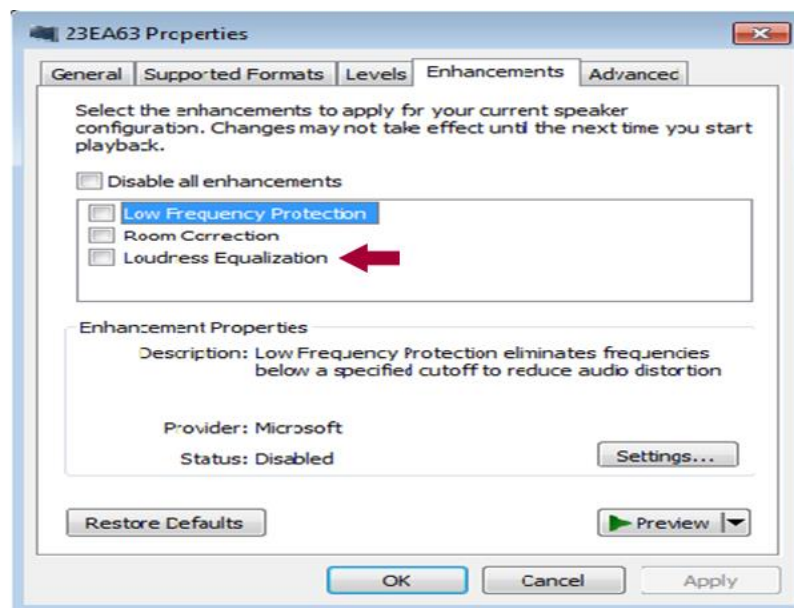 23EA63 Properties
General Supported Formats Levels Enhancements Advanced
Select the enhancements to apply for your current speaker
configuration. Changes may not take effect until the next time you start
playback.
Disable all enhancements
Low Frequency Protection
Room Correction
Loudness Equalization
Enhancement Properties
Description: Low Frequency Protection eliminates frequencies
below a specified cutoff to reduce audio distortion
Provider: Microsoft
Status: Disabled
Settings...
Restore Defaults
Preview
OK Cancel Apply